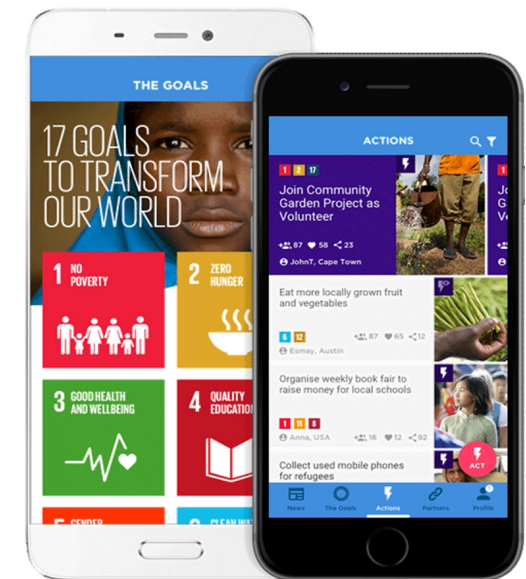 THE GOALS
17 GOALS
TO TRANSFORM
OUR WORLD
1 NO
POVERTY
2 ZERO
HUNGER
3 GOOD HEALTH
AND WELLBEING
4 QUALITY
ACTIONS
1 2 17
Join Community
Garden Project as
Volunteer
87 58 23
JohnT, Cape Town
Eat more locally grown fruit
and vegetables
6 12
87 65 12
Esmay, Austin
Organise weekly book fair to
raise money for local schools
1 11 8
Anna, USA 16 12 92
Collect used mobile phones
for refugees
ACT
News The Goals Actions Partners Profile